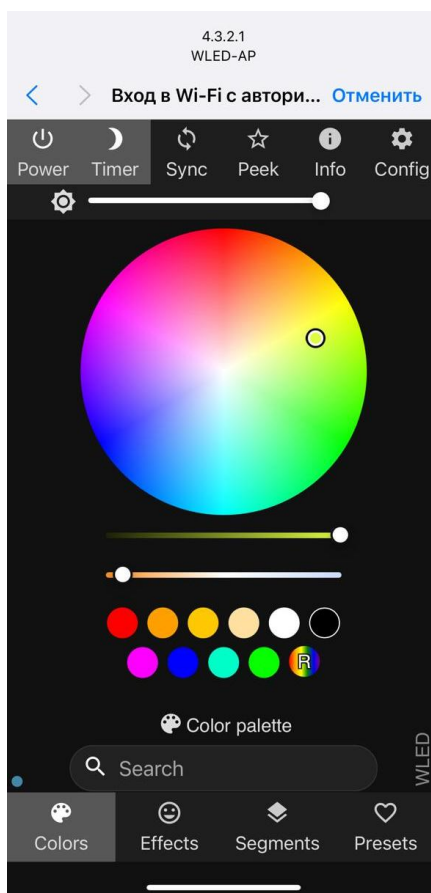 4.3.2.1
WLED-AP
Вход в Wi-Fi с автори... Отменить
Power Timer Sync Peek Info Config
R
Color palette
Search
WLED
Colors Effects Segments Presets